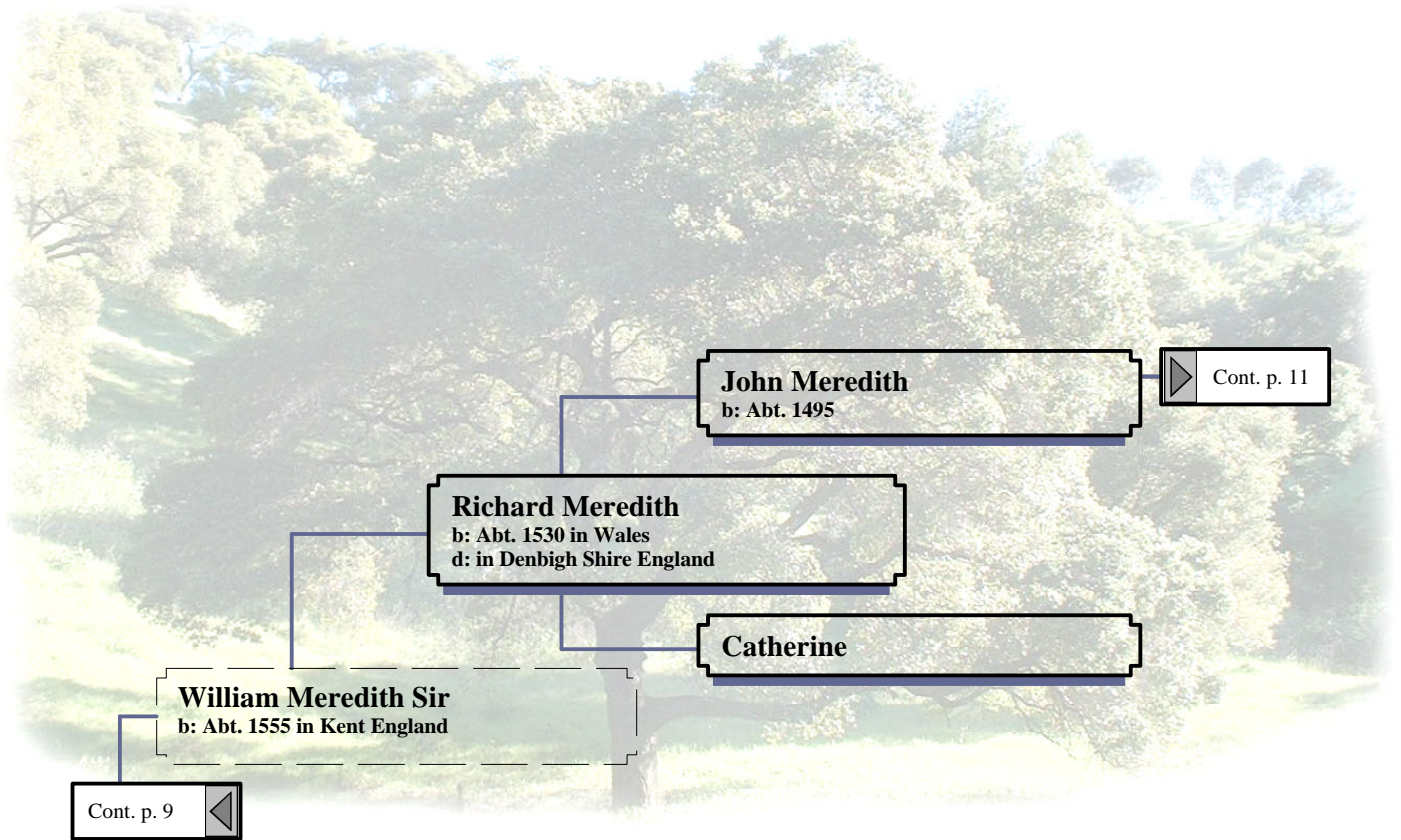 John Meredith
b: Abt. 1495
Cont. p. 11
Richard Meredith
b: Abt. 1530 in Wales
d: in Denbigh Shire England
Catherine
William Meredith Sir
b: Abt. 1555 in Kent England
Cont. p. 9